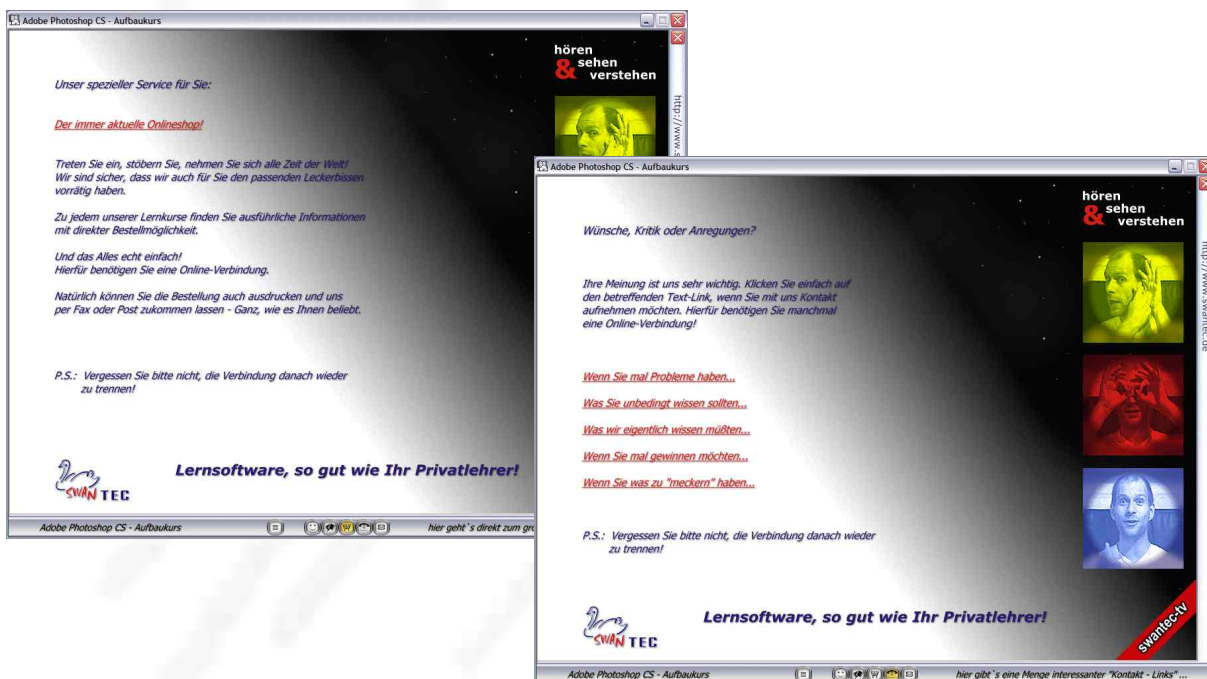 Adobe Photoshop CS - Aufbaukurs
hören
& sehen
verstehen
Unser spezieller Service für Sie:
Der immer aktuelle Onlineshop!
Treten Sie ein, stöbern Sie, nehmen Sie sich alle Zeit der Welt!
Wir sind sicher, dass wir auch für Sie den passenden Leckerbissen
vorrätig haben.
Zu jedem unserer Lernkurse finden Sie ausführliche Informationen
mit direkter Bestellmöglichkeit.
Und das Alles echt einfach!
Hierfür benötigen Sie eine Online-Verbindung.
Natürlich können Sie die Bestellung auch ausdrucken und uns
per Fax oder Post zukommen lassen - Ganz, wie es Ihnen beliebt.
P.S.: Vergessen Sie bitte nicht, die Verbindung danach wieder
zu trennen!
http://www.s
SWAN TEC
Lernsoftware, so gut wie Ihr Privatlehrer!
Adobe Photoshop CS - Aufbaukurs
hier geht`s direkt zum gr
Adobe Photoshop CS - Aufbaukurs
hören
& sehen
verstehen
Wünsche, Kritik oder Anregungen?
Ihre Meinung ist uns sehr wichtig. Klicken Sie einfach auf
den betreffenden Text-Link, wenn Sie mit uns Kontakt
aufnehmen möchten. Hierfür benötigen Sie manchmal
eine Online-Verbindung!
Wenn Sie mal Probleme haben...
Was Sie unbedingt wissen sollten...
Was wir eigentlich wissen müßten...
Wenn Sie mal gewinnen möchten...
Wenn Sie was zu "meckern" haben...
P.S.: Vergessen Sie bitte nicht, die Verbindung danach wieder
zu trennen!
http://www.swantec.de
SWAN TEC
Lernsoftware, so gut wie Ihr Privatlehrer!
swantec-tv
Adobe Photoshop CS - Aufbaukurs
hier gibt`s eine Menge interessanter "Kontakt - Links" ...